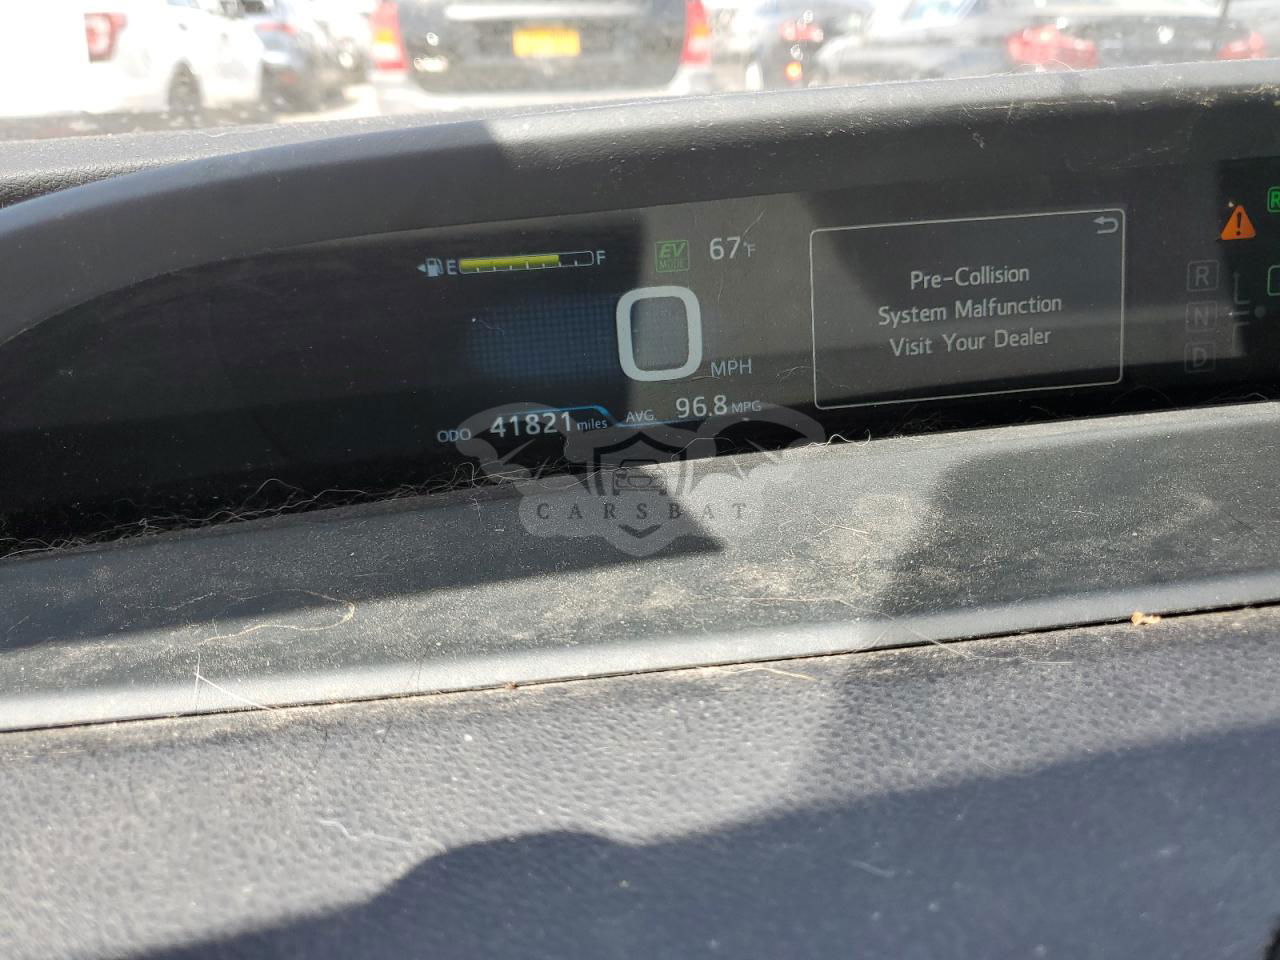 E F
EV
MODE
67°F
0 MPH
ODO 41821 miles
AVG. 96.8 MPG
Pre-Collision
System Malfunction
Visit Your Dealer
R
N
D
R
CARSBAT